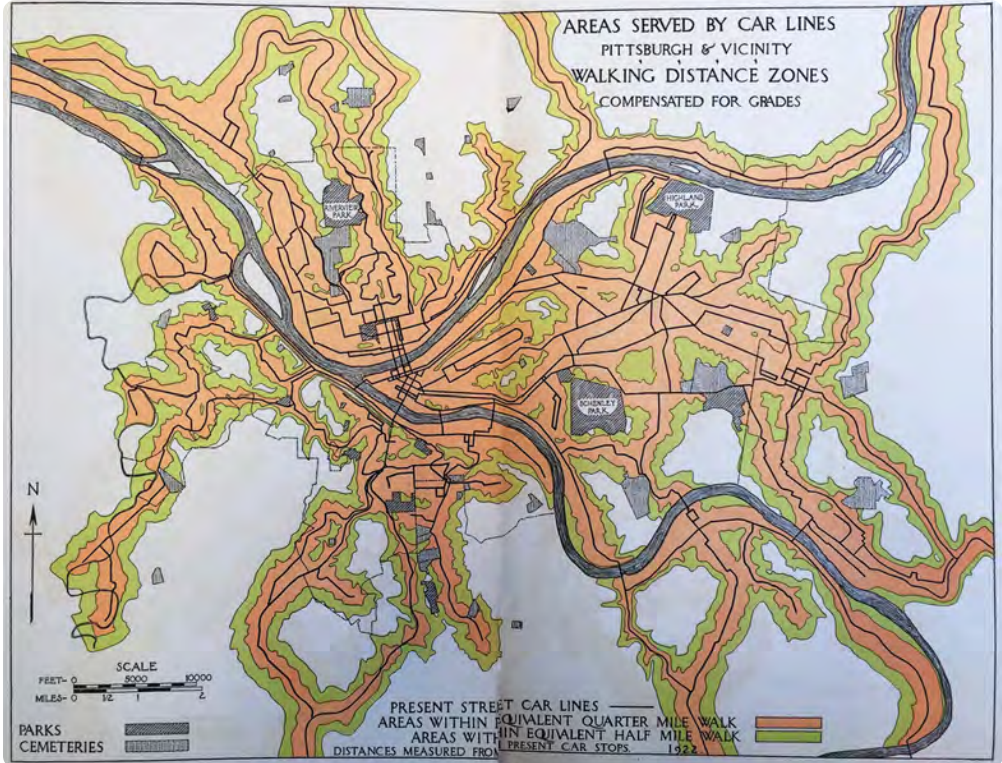 AREAS SERVED BY CAR LINES
PITTSBURGH & VICINITY
WALKING DISTANCE ZONES
COMPENSATED FOR GRADES
RIVERVIEW
PARK
HIGHLAND
PARK
SCHENLEY
PARK
N
SCALE
FEET- 0 5000 10000
MILES- 0 1/2 1 2
PARKS
CEMETERIES
PRESENT STREET CAR LINES
AREAS WITHIN EQUIVALENT QUARTER MILE WALK
AREAS WITHIN EQUIVALENT HALF MILE WALK
DISTANCES MEASURED FROM PRESENT CAR STOPS. 1922